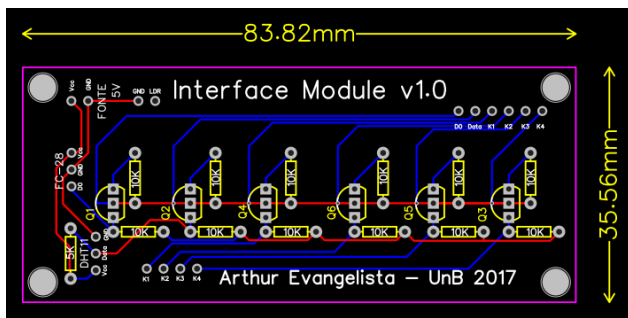 83.82mm
Interface Module v1.0
Vcc GND FONTE 5V GND LDR
D0 Data K1 K2 K3 K4
35.56mm
FC-28 Vcc GND D0
10K 10K 10K 10K 10K 10K
Q1 Q2 Q4 Q6 Q5 Q3
10K 10K 10K 10K 10K 10K
5K DHT11 GND Data Vcc
K1 K2 K3 K4
Arthur Evangelista – UnB 2017